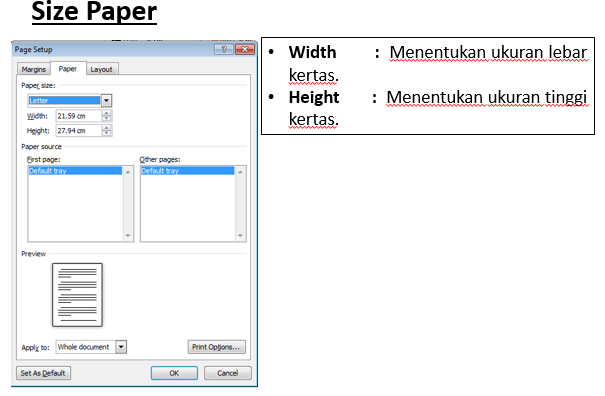 Size Paper
Page Setup
Margins Paper Layout
Paper size:
Letter
Width: 21.59 cm
Height: 27.94 cm
Paper source
First page: Other pages:
Default tray Default tray
Preview
Apply to: Whole document Print Options...
Set As Default OK Cancel
• Width : Menentukan ukuran lebar
kertas.
• Height : Menentukan ukuran tinggi
kertas.